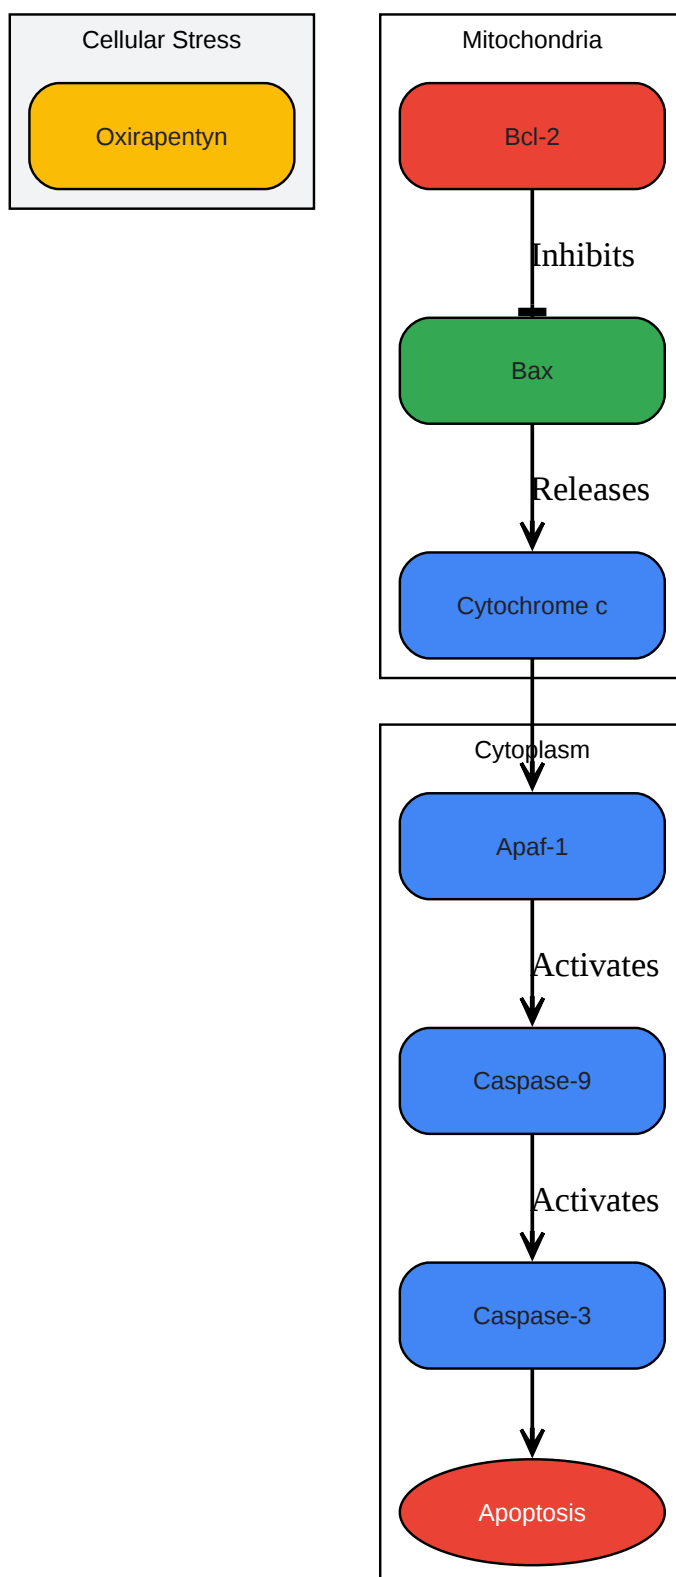 Cellular Stress
Oxirapentyn
Mitochondria
Bcl-2
Inhibits
Bax
Releases
Cytochrome c
Cytoplasm
Apaf-1
Activates
Caspase-9
Activates
Caspase-3
Apoptosis